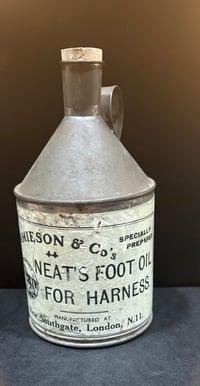 MIESON & Co's
SPECIALLY
PREPARED
NEAT'S FOOT OIL
FOR HARNESS.
MANUFACTURED AT
Southgate, London, N.11.